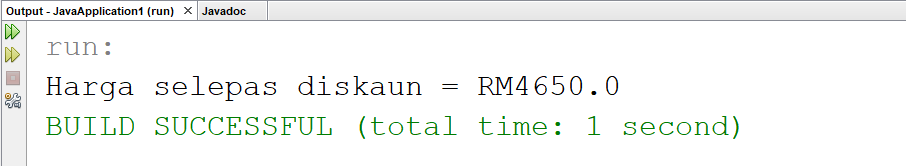 Output - JavaApplication1 (run) × Javadoc
run:
Harga selepas diskaun = RM4650.0
BUILD SUCCESSFUL (total time: 1 second)